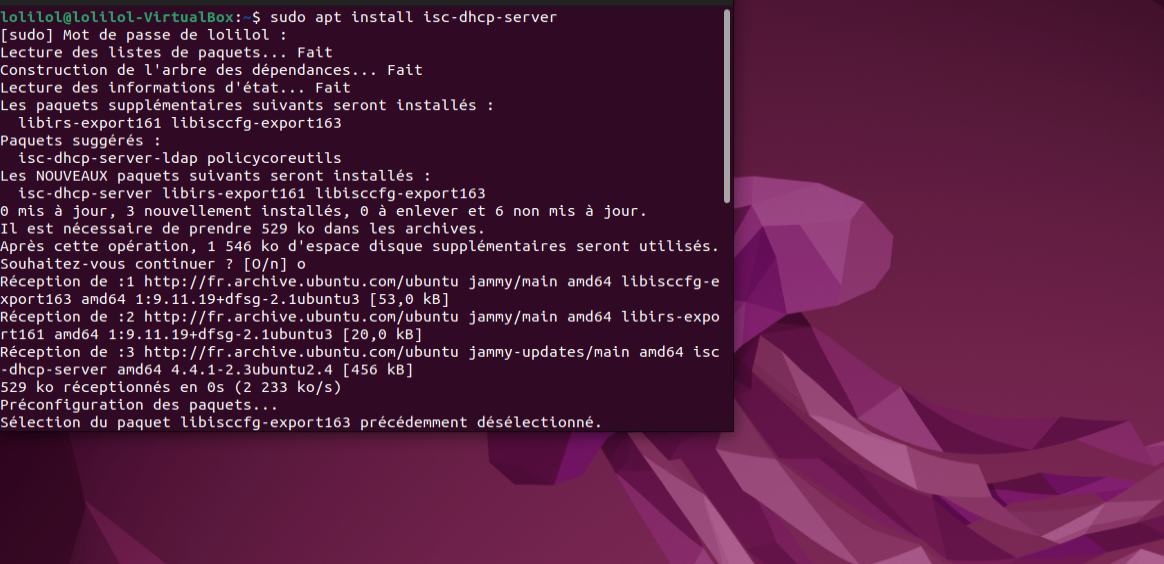 lolilol@lolilol-VirtualBox:~$ sudo apt install isc-dhcp-server
[sudo] Mot de passe de lolilol :
Lecture des listes de paquets... Fait
Construction de l'arbre des dépendances... Fait
Lecture des informations d'état... Fait
Les paquets supplémentaires suivants seront installés :
  libirs-export161 libisccfg-export163
Paquets suggérés :
  isc-dhcp-server-ldap policycoreutils
Les NOUVEAUX paquets suivants seront installés :
  isc-dhcp-server libirs-export161 libisccfg-export163
0 mis à jour, 3 nouvellement installés, 0 à enlever et 6 non mis à jour.
Il est nécessaire de prendre 529 ko dans les archives.
Après cette opération, 1 546 ko d'espace disque supplémentaires seront utilisés.
Souhaitez-vous continuer ? [O/n] o
Réception de :1 http://fr.archive.ubuntu.com/ubuntu jammy/main amd64 libisccfg-e
xport163 amd64 1:9.11.19+dfsg-2.1ubuntu3 [53,0 kB]
Réception de :2 http://fr.archive.ubuntu.com/ubuntu jammy/main amd64 libirs-expo
rt161 amd64 1:9.11.19+dfsg-2.1ubuntu3 [20,0 kB]
Réception de :3 http://fr.archive.ubuntu.com/ubuntu jammy-updates/main amd64 isc
-dhcp-server amd64 4.4.1-2.3ubuntu2.4 [456 kB]
529 ko réceptionnés en 0s (2 233 ko/s)
Préconfiguration des paquets...
Sélection du paquet libisccfg-export163 précédemment désélectionné.